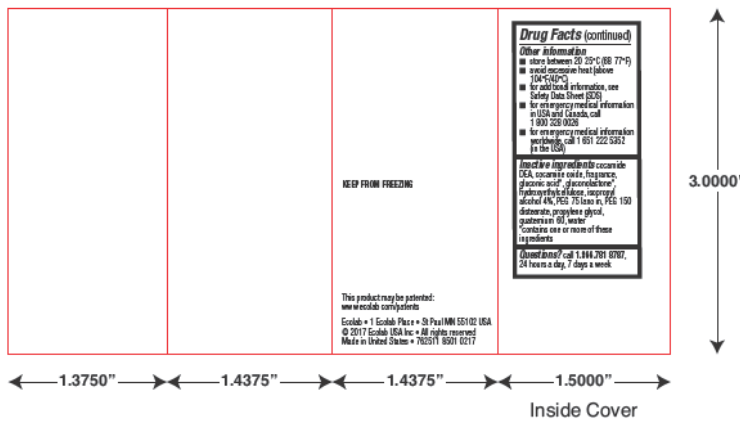 KEEP FROM FREEZING
This product may be patented:
www.ecolab.com/patents
Ecolab • 1 Ecolab Place • St Paul MN 55102 USA
© 2017 Ecolab USA Inc • All rights reserved
Made in United States • 762511 8501 0217
Drug Facts (continued)
Other information
■ store between 20 25°C (68 77°F)
■ avoid excessive heat (above
104°F/40°C)
■ for additional information, see
Safety Data Sheet (SDS)
■ for emergency medical information
in USA and Canada, call
1 800 328 0026
■ for emergency medical information
worldwide, call 1 651 222 5352
(in the USA)
Inactive ingredients cocamide
DEA, cocamine oxide, fragrance,
gluconic acid*, gluconolactone*,
hydroxyethylcellulose, isopropyl
alcohol 4%, PEG 75 lanolin, PEG 150
distearate, propylene glycol,
quaternium 60, water
*contains one or more of these
ingredients
Questions? call 1.866.781 8787,
24 hours a day, 7 days a week
3.0000"
1.3750"
1.4375"
1.4375"
1.5000"
Inside Cover